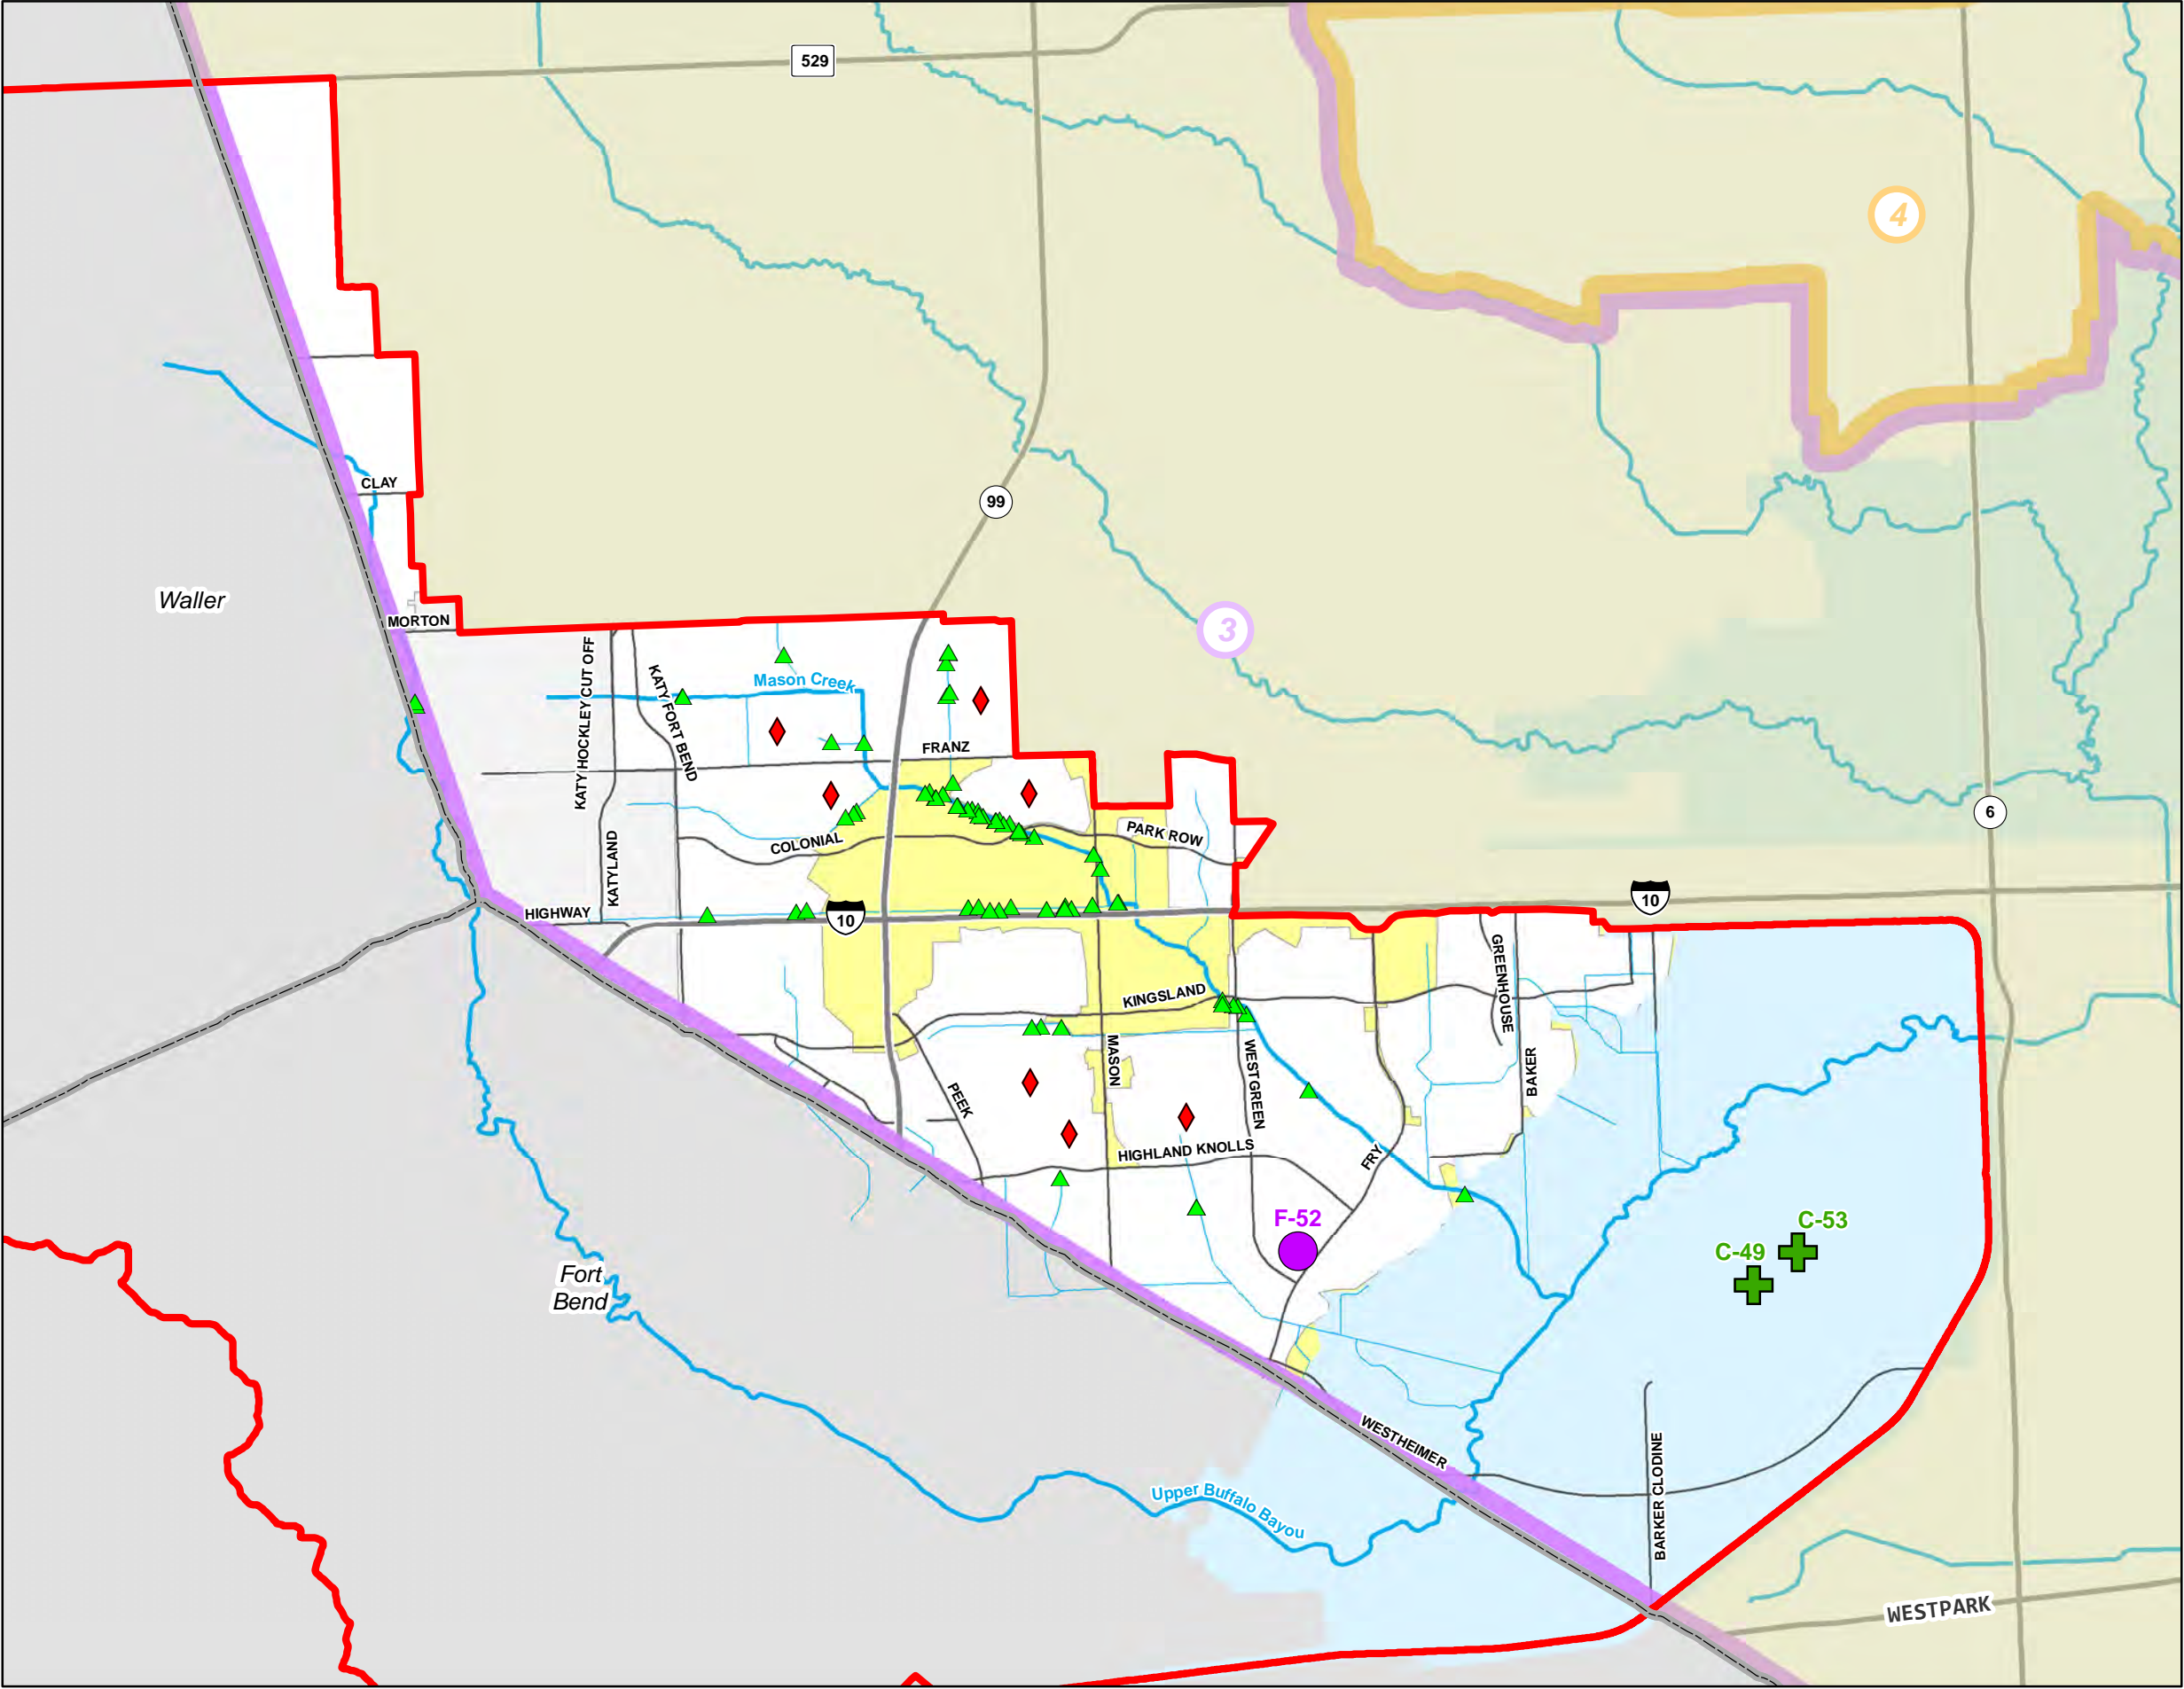 529
4
99
CLAY
Waller
MORTON
3
KATY HOCKLEY CUT OFF
KATY FORT BEND
Mason Creek
FRANZ
6
COLONIAL
PARK ROW
KATYLAND
HIGHWAY
10
10
GREENHOUSE
KINGSLAND
MASON
WESTGREEN
BAKER
PEEK
HIGHLAND KNOLLS
FRY
F-52
C-53
C-49
Fort
Bend
WESTHEIMER
BARKER CLODINE
Upper Buffalo Bayou
WESTPARK